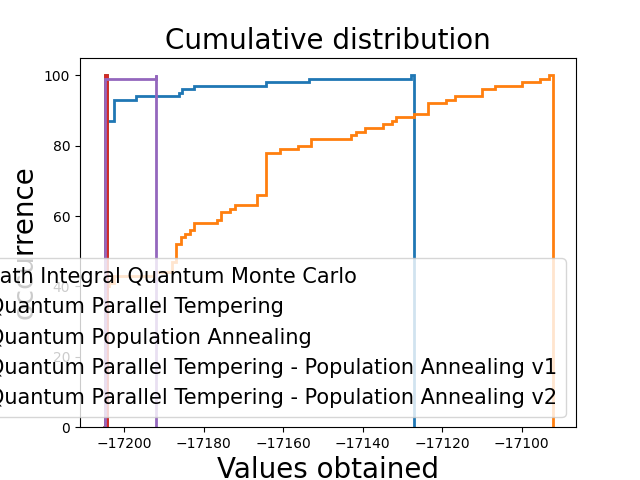 Cumulative distribution
100
80
60
40
20
0
occurrence
ath Integral Quantum Monte Carlo
Quantum Parallel Tempering
Quantum Population Annealing
Quantum Parallel Tempering - Population Annealing v1
Quantum Parallel Tempering - Population Annealing v2
−17200
−17180
−17160
−17140
−17120
−17100
Values obtained